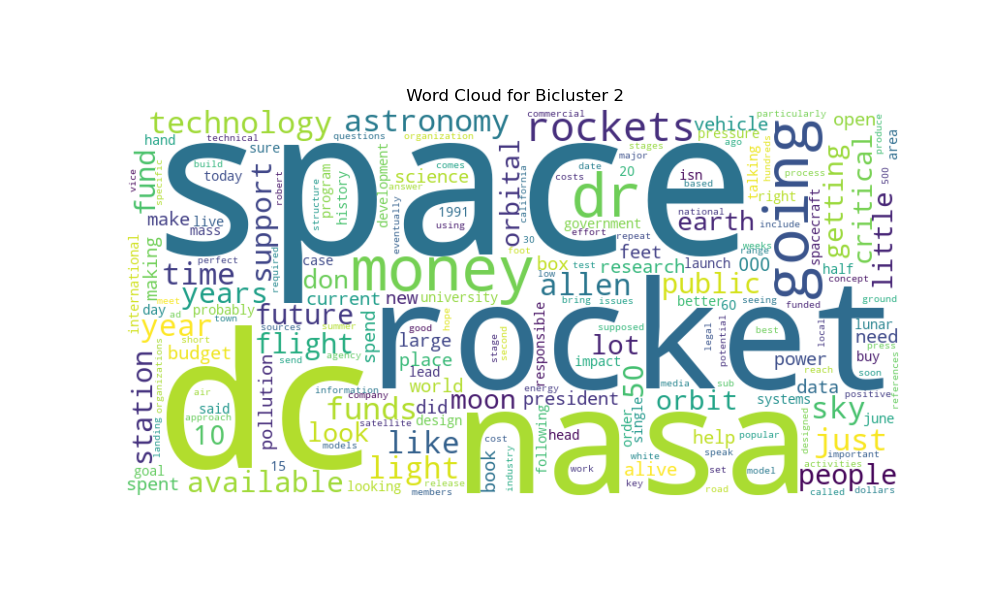 Word Cloud for Bicluster 2
space
rocket
dc
nasa
money
dr
going
technology
astronomy
rockets
commercial
vehicle
particularly
open
hand
technical
questions
organization
stages
pressure
ago
produce
area
fund
vice
specific
sure
today
build
robert
support
program
structure
history
development
comes
answer
science
eventually
1991
using
orbital
california
date
costs
major
20
isn
based
talking
hundreds
process
right
500
critical
getting
little
government
national
earth
include
spacecraft
make
live
mass
effort
repeat
30
feet
weeks
range
international
making
perfect
required
case
don
foot
box
test
research
launch
000
half
concept
time
years
day
ad
meet
probably
town
current
new
university
low
allen
bring
issues
public
better
60
seeing
funded
ground
year
short
sources
summer
future
spend
good
hope
large
stage
second
responsible
supposed
lot
legal
potential
best
local
lunar
need
press
references
flight
send
agency
budget
place
impact
power
buy
reach
soon
station
organizations
air
pollution
lead
world
energy
media
sub
data
positive
information
company
satellite
moon
president
50
orbit
systems
said
approach
10
models
funds
did
design
look
like
order
single
following
sky
june
landing
designed
head
white
help
popular
just
important
goal
15
light
book
cost
industry
work
alive
speak
key
set
model
activities
people
spent
available
looking
release
members
road
called
dollars